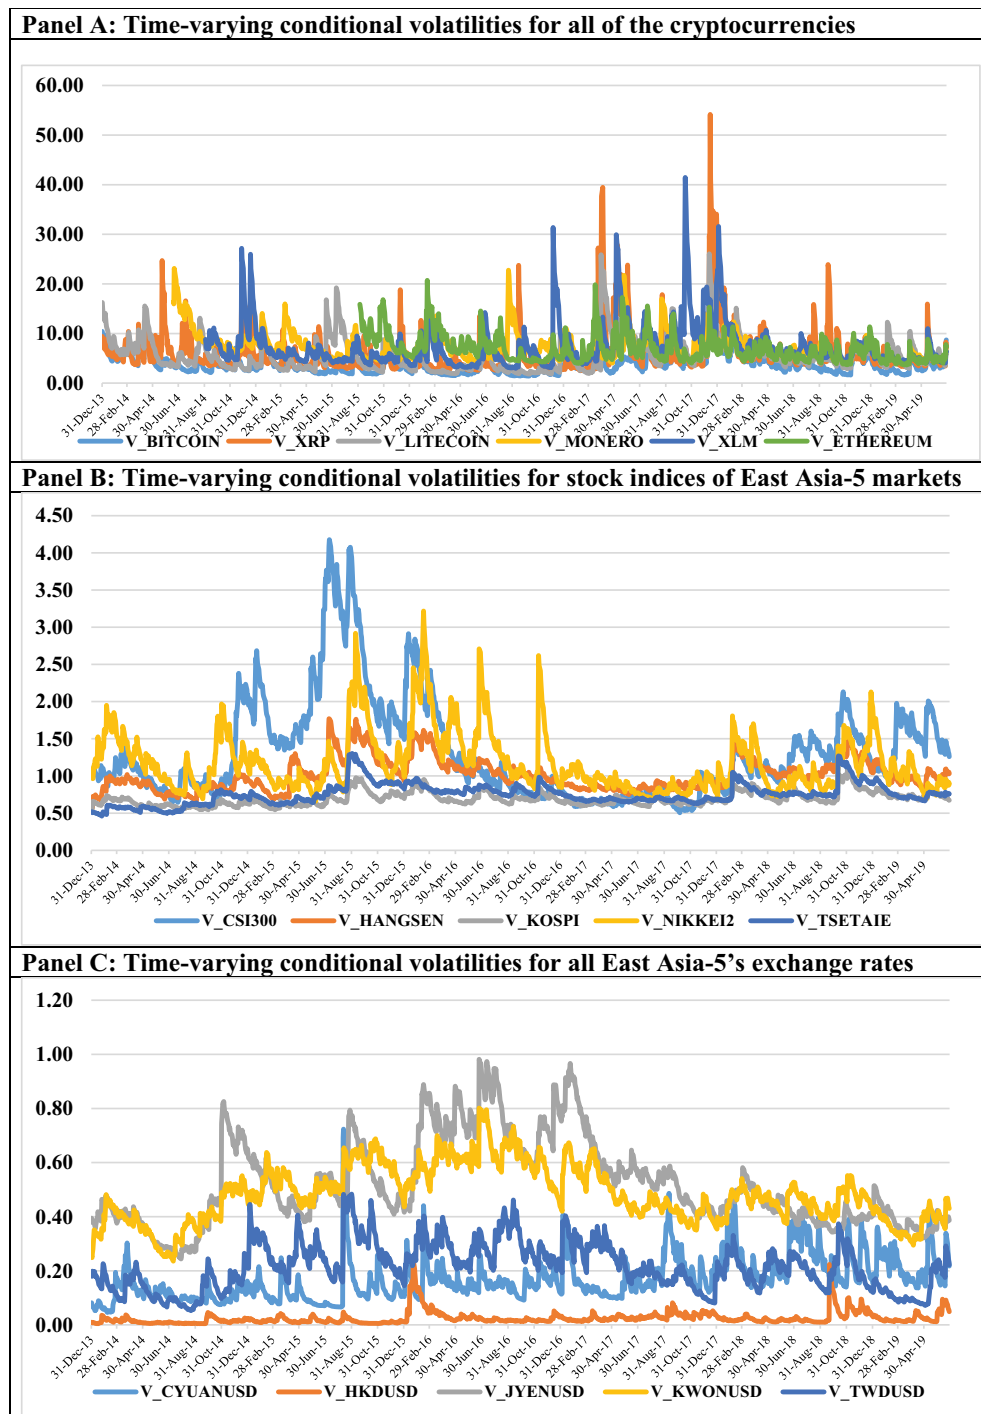 Panel A: Time-varying conditional volatilities for all of the cryptocurrencies
60.00
50.00
40.00
30.00
20.00
10.00
0.00
31-Dec-13 28-Feb-14 30-Apr-14 30-Jun-14 31-Aug-14 31-Oct-14 31-Dec-14 28-Feb-15 30-Apr-15 30-Jun-15 31-Aug-15 31-Oct-15 31-Dec-15 29-Feb-16 30-Apr-16 30-Jun-16 31-Aug-16 31-Oct-16 31-Dec-16 28-Feb-17 30-Apr-17 30-Jun-17 31-Aug-17 31-Oct-17 31-Dec-17 28-Feb-18 30-Apr-18 30-Jun-18 31-Aug-18 31-Oct-18 31-Dec-18 28-Feb-19 30-Apr-19
V_BITCOIN V_XRP V_LITECOIN V_MONERO V_XLM V_ETHEREUM
Panel B: Time-varying conditional volatilities for stock indices of East Asia-5 markets
4.50
4.00
3.50
3.00
2.50
2.00
1.50
1.00
0.50
0.00
31-Dec-13 28-Feb-14 30-Apr-14 30-Jun-14 31-Aug-14 31-Oct-14 31-Dec-14 28-Feb-15 30-Apr-15 30-Jun-15 31-Aug-15 31-Oct-15 31-Dec-15 29-Feb-16 30-Apr-16 30-Jun-16 31-Aug-16 31-Oct-16 31-Dec-16 28-Feb-17 30-Apr-17 30-Jun-17 31-Aug-17 31-Oct-17 31-Dec-17 28-Feb-18 30-Apr-18 30-Jun-18 31-Aug-18 31-Oct-18 31-Dec-18 28-Feb-19 30-Apr-19
V_CSI300 V_HANGSEN V_KOSPI V_NIKKEI2 V_TSETAIE
Panel C: Time-varying conditional volatilities for all East Asia-5’s exchange rates
1.20
1.00
0.80
0.60
0.40
0.20
0.00
31-Dec-13 28-Feb-14 30-Apr-14 30-Jun-14 31-Aug-14 31-Oct-14 31-Dec-14 28-Feb-15 30-Apr-15 30-Jun-15 31-Aug-15 31-Oct-15 31-Dec-15 29-Feb-16 30-Apr-16 30-Jun-16 31-Aug-16 31-Oct-16 31-Dec-16 28-Feb-17 30-Apr-17 30-Jun-17 31-Aug-17 31-Oct-17 31-Dec-17 28-Feb-18 30-Apr-18 30-Jun-18 31-Aug-18 31-Oct-18 31-Dec-18 28-Feb-19 30-Apr-19
V_CYUANUSD V_HKDUSD V_JYENUSD V_KWONUSD V_TWDUSD